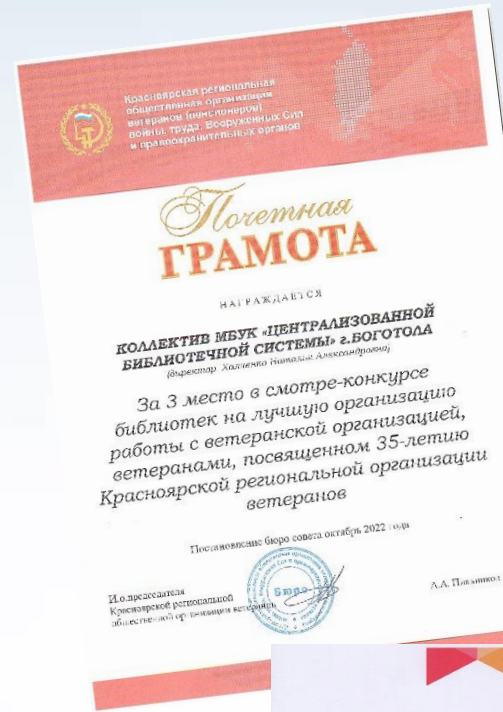 Красноярская региональная
общественная организация
ветеранов (пенсионеров)
войны, труда, Вооруженных Сил
и правоохранительных органов
Почетная
ГРАМОТА
НАГРАЖДАЕТСЯ
КОЛЛЕКТИВ МБУК «ЦЕНТРАЛИЗОВАННОЙ
БИБЛИОТЕЧНОЙ СИСТЕМЫ» г.БОГОТОЛА
(директор Наталья Александровна)
За 3 место в смотре-конкурсе
библиотек на лучшую организацию
работы с ветеранской организацией,
ветеранами, посвященном 35-летию
Красноярской региональной организации
ветеранов
Постановление бюро совета октябрь 2022 года
И.о.председателя
Красноярской региональной
общественной организации ветеранов
Бюро
А.А.